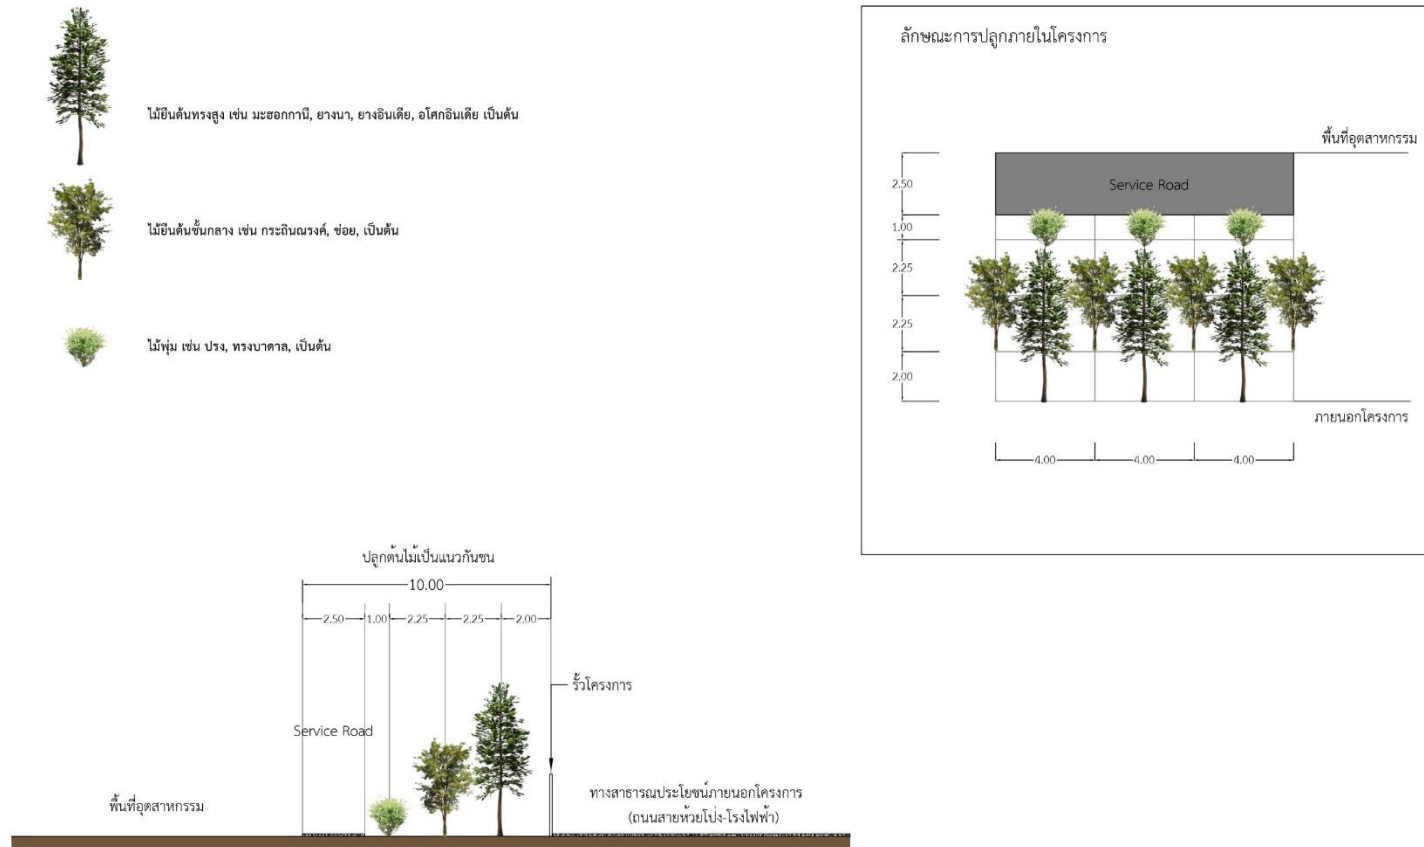 ไม้ยืนต้นทรงสูง เช่น มะฮอกกานี, ยางนา, ยางอินเดีย, อโศกอินเดีย เป็นต้น
ไม้ยืนต้นชั้นกลาง เช่น กระถินณรงค์, ข่อย, เป็นต้น
ไม้พุ่ม เช่น ปรง, ทรงบาดาล, เป็นต้น
ลักษณะการปลูกภายในโครงการ
พื้นที่อุตสาหกรรม
Service Road
2.50
1.00
2.25
2.25
2.00
ภายนอกโครงการ
4.00 4.00 4.00
ปลูกต้นไม้เป็นแนวกันชน
10.00
2.50 1.00 2.25 2.25 2.00
รั้วโครงการ
Service Road
พื้นที่อุตสาหกรรม
ทางสาธารณประโยชน์ภายนอกโครงการ
(ถนนสายห้วยโป่ง-โรงไฟฟ้า)